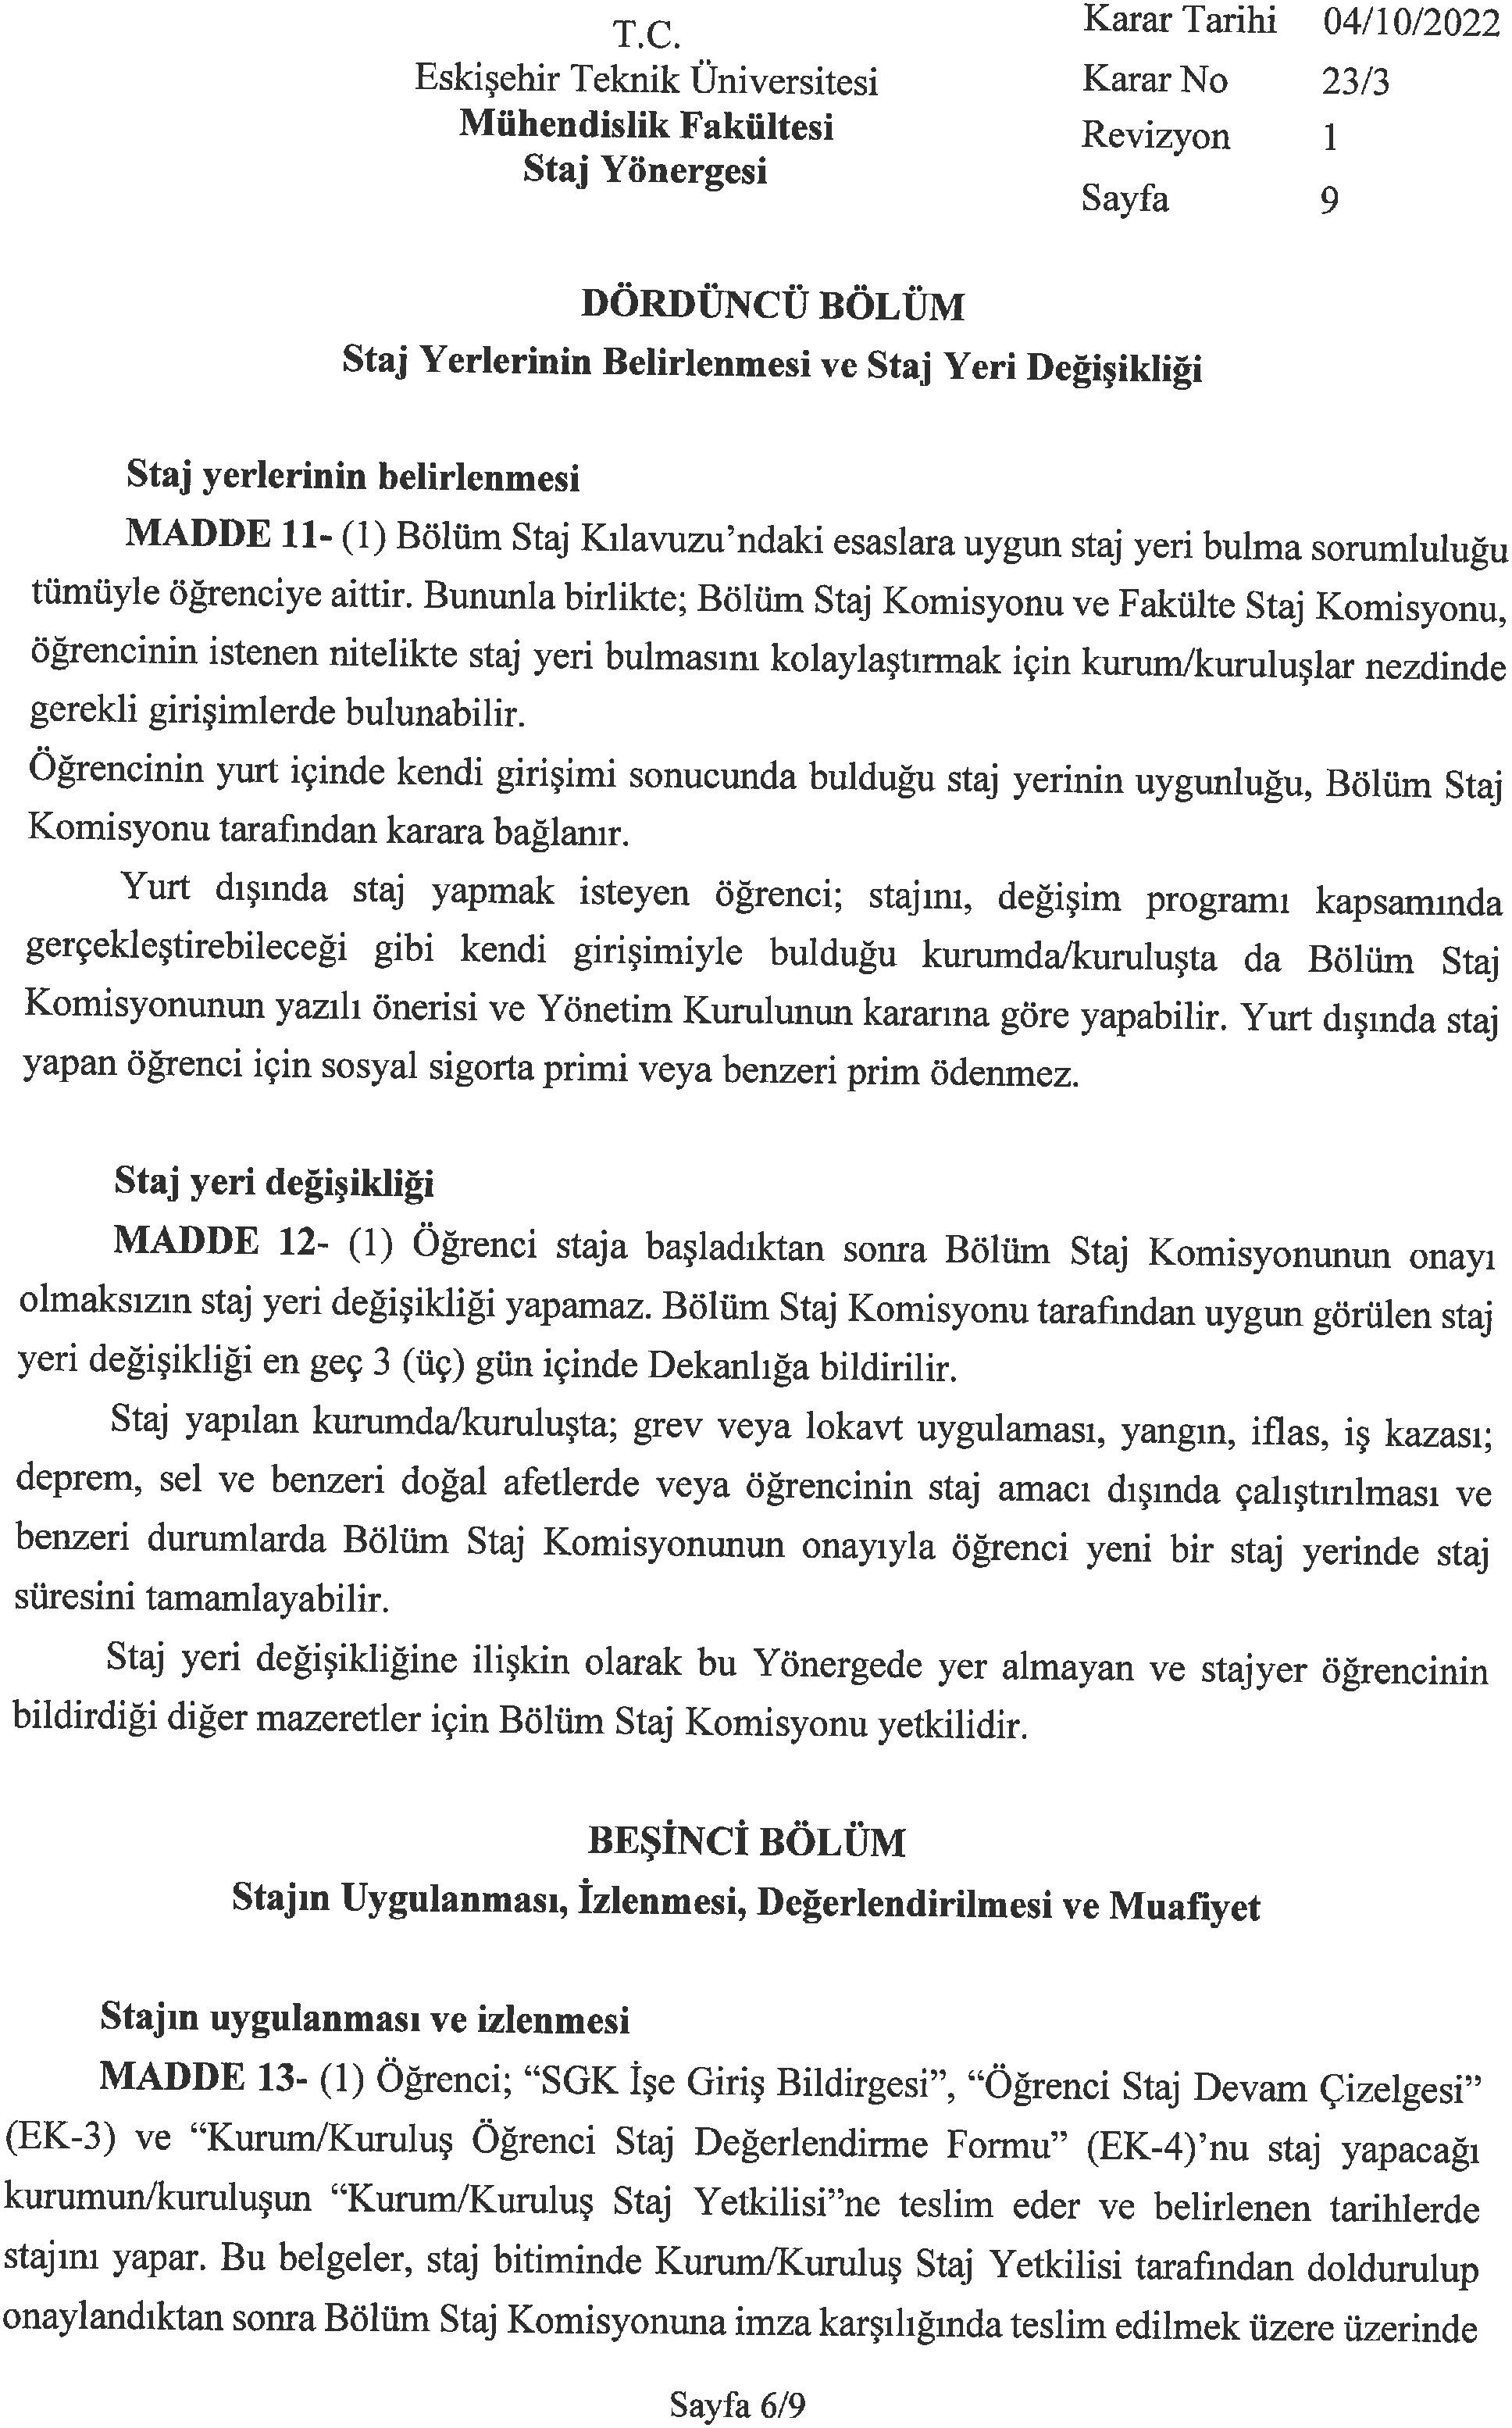 T.C.
Eskişehir Teknik Üniversitesi
Mühendislik Fakültesi
Staj Yönergesi
Karar Tarihi 04/10/2022
Karar No 23/3
Revizyon 1
Sayfa 9
DÖRDÜNCÜ BÖLÜM
Staj Yerlerinin Belirlenmesi ve Staj Yeri Değişikliği
Staj yerlerinin belirlenmesi
MADDE 11- (1) Bölüm Staj Kılavuzu’ndaki esaslara uygun staj yeri bulma sorumluluğu
tümüyle öğrenciye aittir. Bununla birlikte; Bölüm Staj Komisyonu ve Fakülte Staj Komisyonu,
öğrencinin istenen nitelikte staj yeri bulmasını kolaylaştırmak için kurum/kuruluşlar nezdinde
gerekli girişimlerde bulunabilir.
Öğrencinin yurt içinde kendi girişimi sonucunda bulduğu staj yerinin uygunluğu, Bölüm Staj
Komisyonu tarafından karara bağlanır.
Yurt dışında staj yapmak isteyen öğrenci; stajını, değişim programı kapsamında
gerçekleştirebileceği gibi kendi girişimiyle bulduğu kurumda/kuruluşta da Bölüm Staj
Komisyonunun yazılı önerisi ve Yönetim Kurulunun kararına göre yapabilir. Yurt dışında staj
yapan öğrenci için sosyal sigorta primi veya benzeri prim ödenmez.
Staj yeri değişikliği
MADDE 12- (1) Öğrenci staja başladıktan sonra Bölüm Staj Komisyonunun onayı
olmaksızın staj yeri değişikliği yapamaz. Bölüm Staj Komisyonu tarafından uygun görülen staj
yeri değişikliği en geç 3 (üç) gün içinde Dekanlığa bildirilir.
Staj yapılan kurumda/kuruluşta; grev veya lokavt uygulaması, yangın, iflas, iş kazası;
deprem, sel ve benzeri doğal afetlerde veya öğrencinin staj amacı dışında çalıştırılması ve
benzeri durumlarda Bölüm Staj Komisyonunun onayıyla öğrenci yeni bir staj yerinde staj
süresini tamamlayabilir.
Staj yeri değişikliğine ilişkin olarak bu Yönergede yer almayan ve stajyer öğrencinin
bildirdiği diğer mazeretler için Bölüm Staj Komisyonu yetkilidir.
BEŞİNCİ BÖLÜM
Stajın Uygulanması, İzlenmesi, Değerlendirilmesi ve Muafiyet
Stajın uygulanması ve izlenmesi
MADDE 13- (1) Öğrenci; “SGK İşe Giriş Bildirgesi”, “Öğrenci Staj Devam Çizelgesi”
(EK-3) ve “Kurum/Kuruluş Öğrenci Staj Değerlendirme Formu” (EK-4)’nu staj yapacağı
kurumun/kuruluşun “Kurum/Kuruluş Staj Yetkilisi”ne teslim eder ve belirlenen tarihlerde
stajını yapar. Bu belgeler, staj bitiminde Kurum/Kuruluş Staj Yetkilisi tarafından doldurulup
onaylandıktan sonra Bölüm Staj Komisyonuna imza karşılığında teslim edilmek üzere üzerinde
Sayfa 6/9